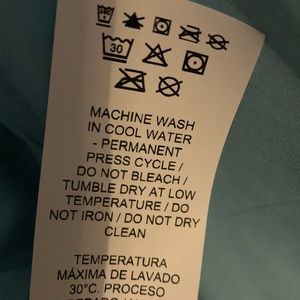 30
MACHINE WASH
IN COOL WATER
- PERMANENT
PRESS CYCLE /
DO NOT BLEACH /
TUMBLE DRY AT LOW
TEMPERATURE / DO
NOT IRON / DO NOT DRY
CLEAN
TEMPERATURA
MÁXIMA DE LAVADO
30°C. PROCESO